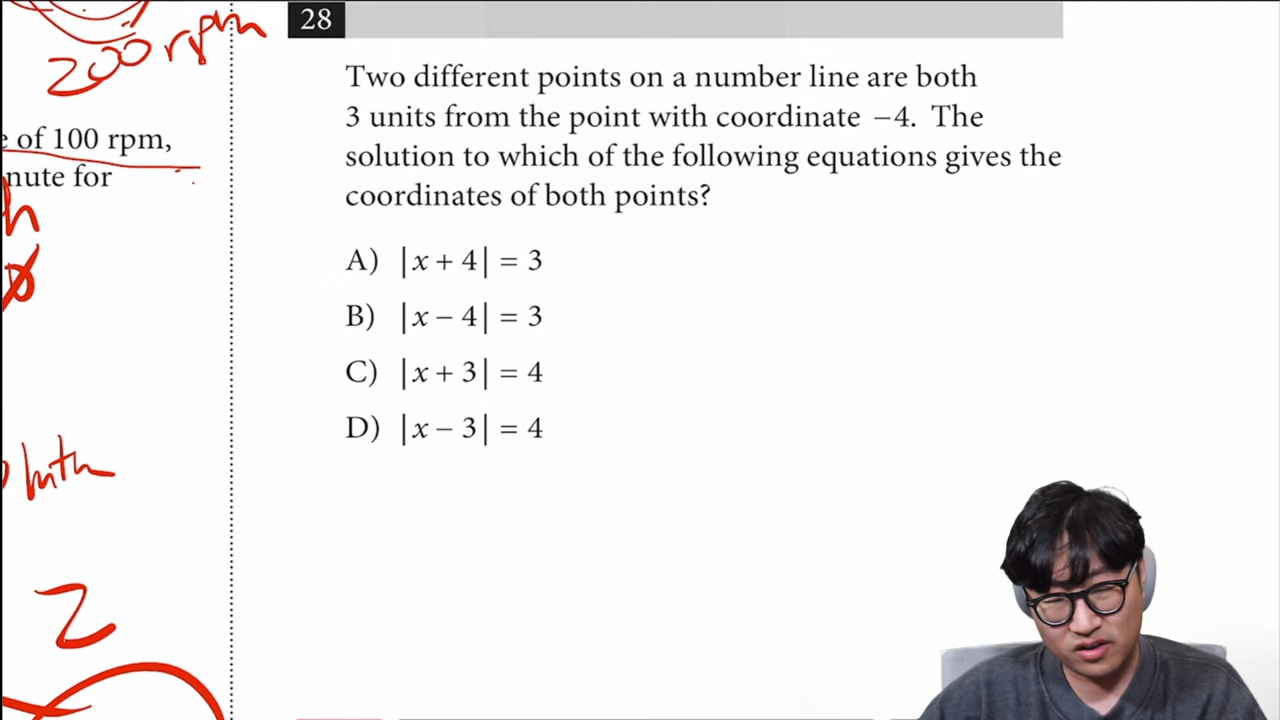 200 rpm
e of 100 rpm,
nute for
28
Two different points on a number line are both
3 units from the point with coordinate −4. The
solution to which of the following equations gives the
coordinates of both points?
A) |x + 4| = 3
B) |x − 4| = 3
C) |x + 3| = 4
D) |x − 3| = 4